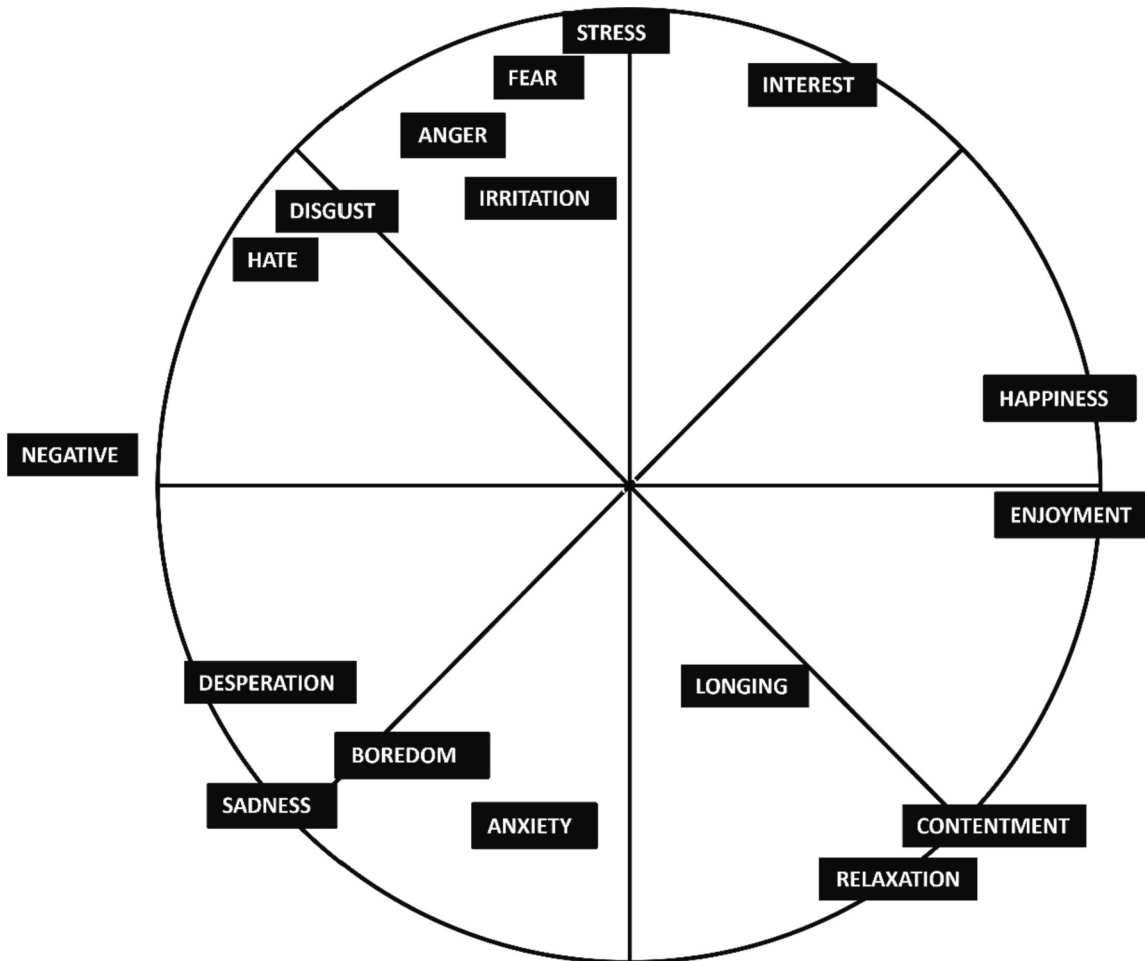 STRESS
FEAR
INTEREST
ANGER
IRRITATION
DISGUST
HATE
HAPPINESS
NEGATIVE
ENJOYMENT
DESPERATION
LONGING
BOREDOM
SADNESS
ANXIETY
CONTENTMENT
RELAXATION